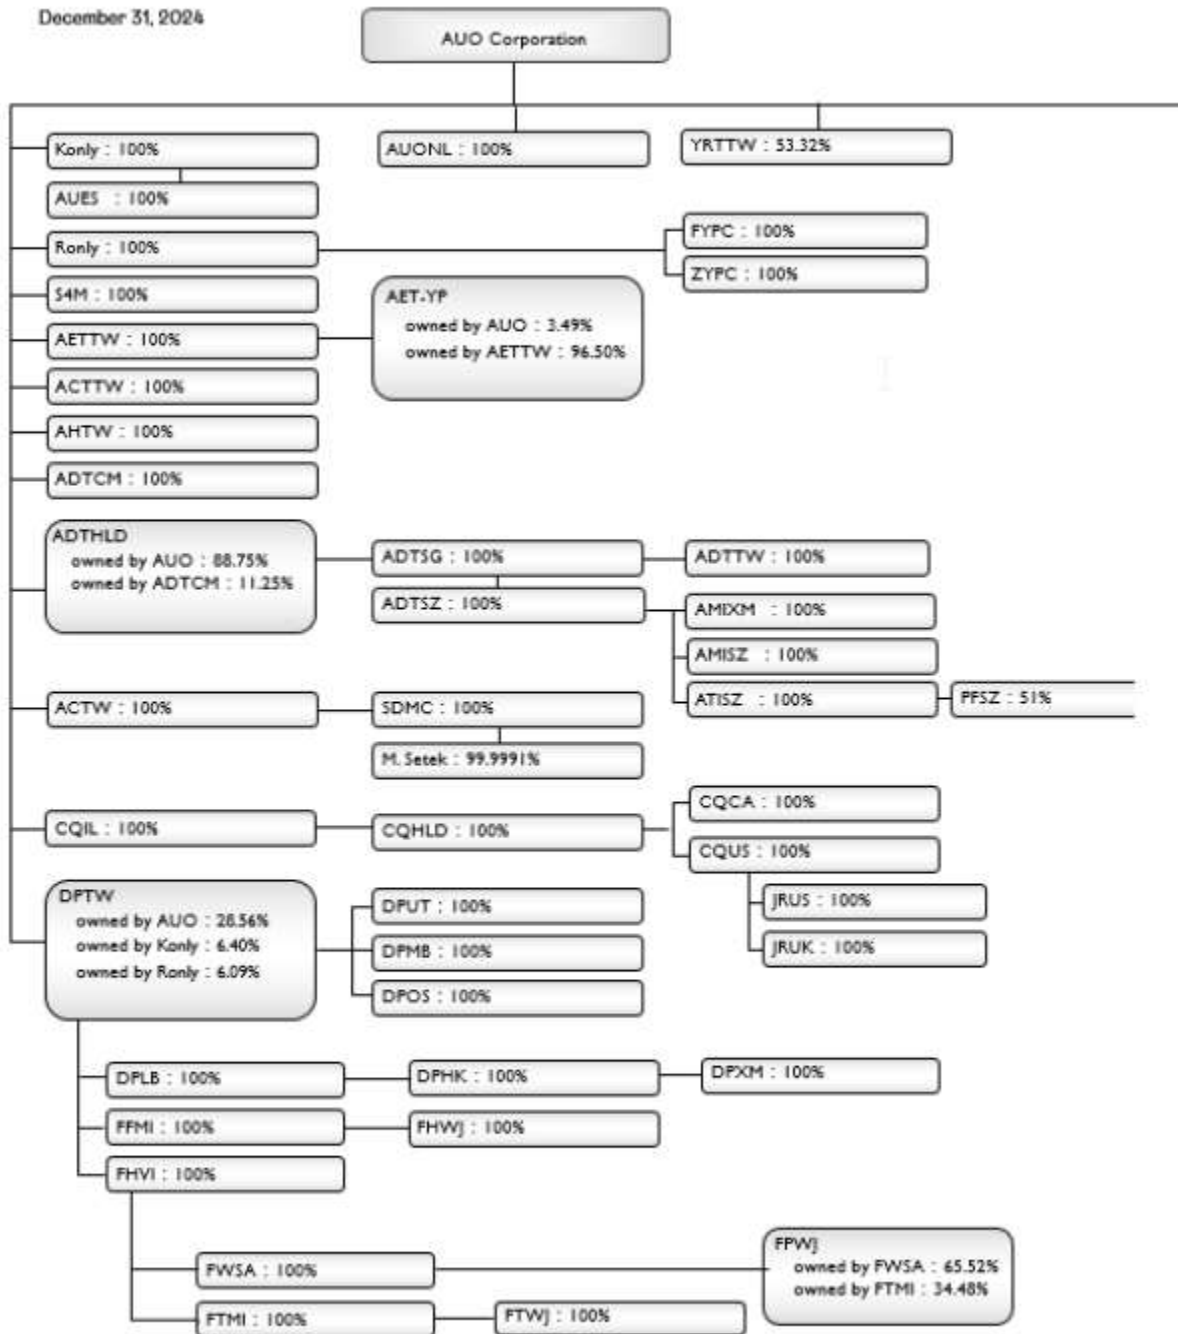 December 31, 2024
AUO Corporation
Konly : 100%
AUONL : 100%
YRTTW : 53.32%
AUES : 100%
Ronly : 100%
FYPC : 100%
ZYPC : 100%
S4M : 100%
AET-YP
owned by AUO : 3.49%
owned by AETTW : 96.50%
AETTW : 100%
ACTTW : 100%
AHTW : 100%
ADTCM : 100%
ADTHLD
owned by AUO : 88.75%
owned by ADTCM : 11.25%
ADTSG : 100%
ADTTW : 100%
ADTSZ : 100%
AMIXM : 100%
AMISZ : 100%
ATISZ : 100%
PFSZ : 51%
ACTW : 100%
SDMC : 100%
M. Setek : 99.9991%
CQIL : 100%
CQHLD : 100%
CQCA : 100%
CQUS : 100%
JRUS : 100%
JRUK : 100%
DPTW
owned by AUO : 28.56%
owned by Konly : 6.40%
owned by Ronly : 6.09%
DPUT : 100%
DPMB : 100%
DPOS : 100%
DPLB : 100%
DPHK : 100%
DPXM : 100%
FFMI : 100%
FHWJ : 100%
FHVI : 100%
FWSA : 100%
FPWJ
owned by FWSA : 65.52%
owned by FTMI : 34.48%
FTMI : 100%
FTWJ : 100%